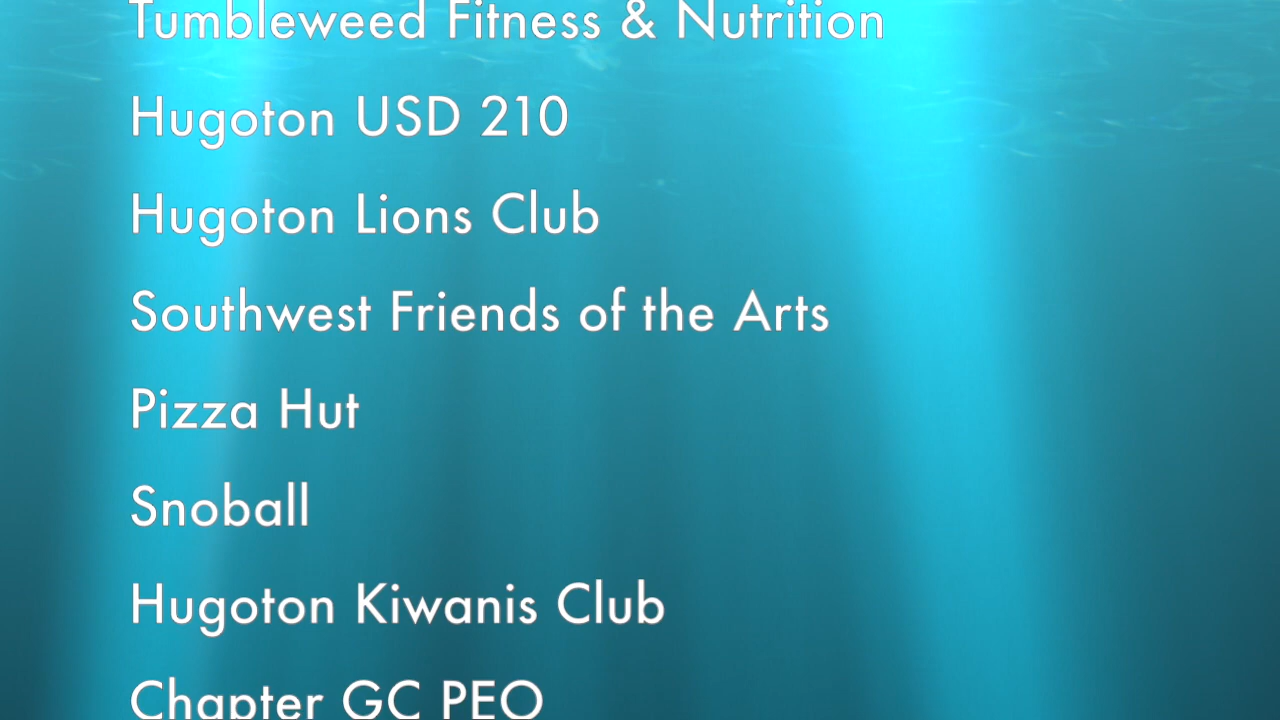 Tumbleweed Fitness & Nutrition
Hugoton USD 210
Hugoton Lions Club
Southwest Friends of the Arts
Pizza Hut
Snoball
Hugoton Kiwanis Club
Chapter GC PEO